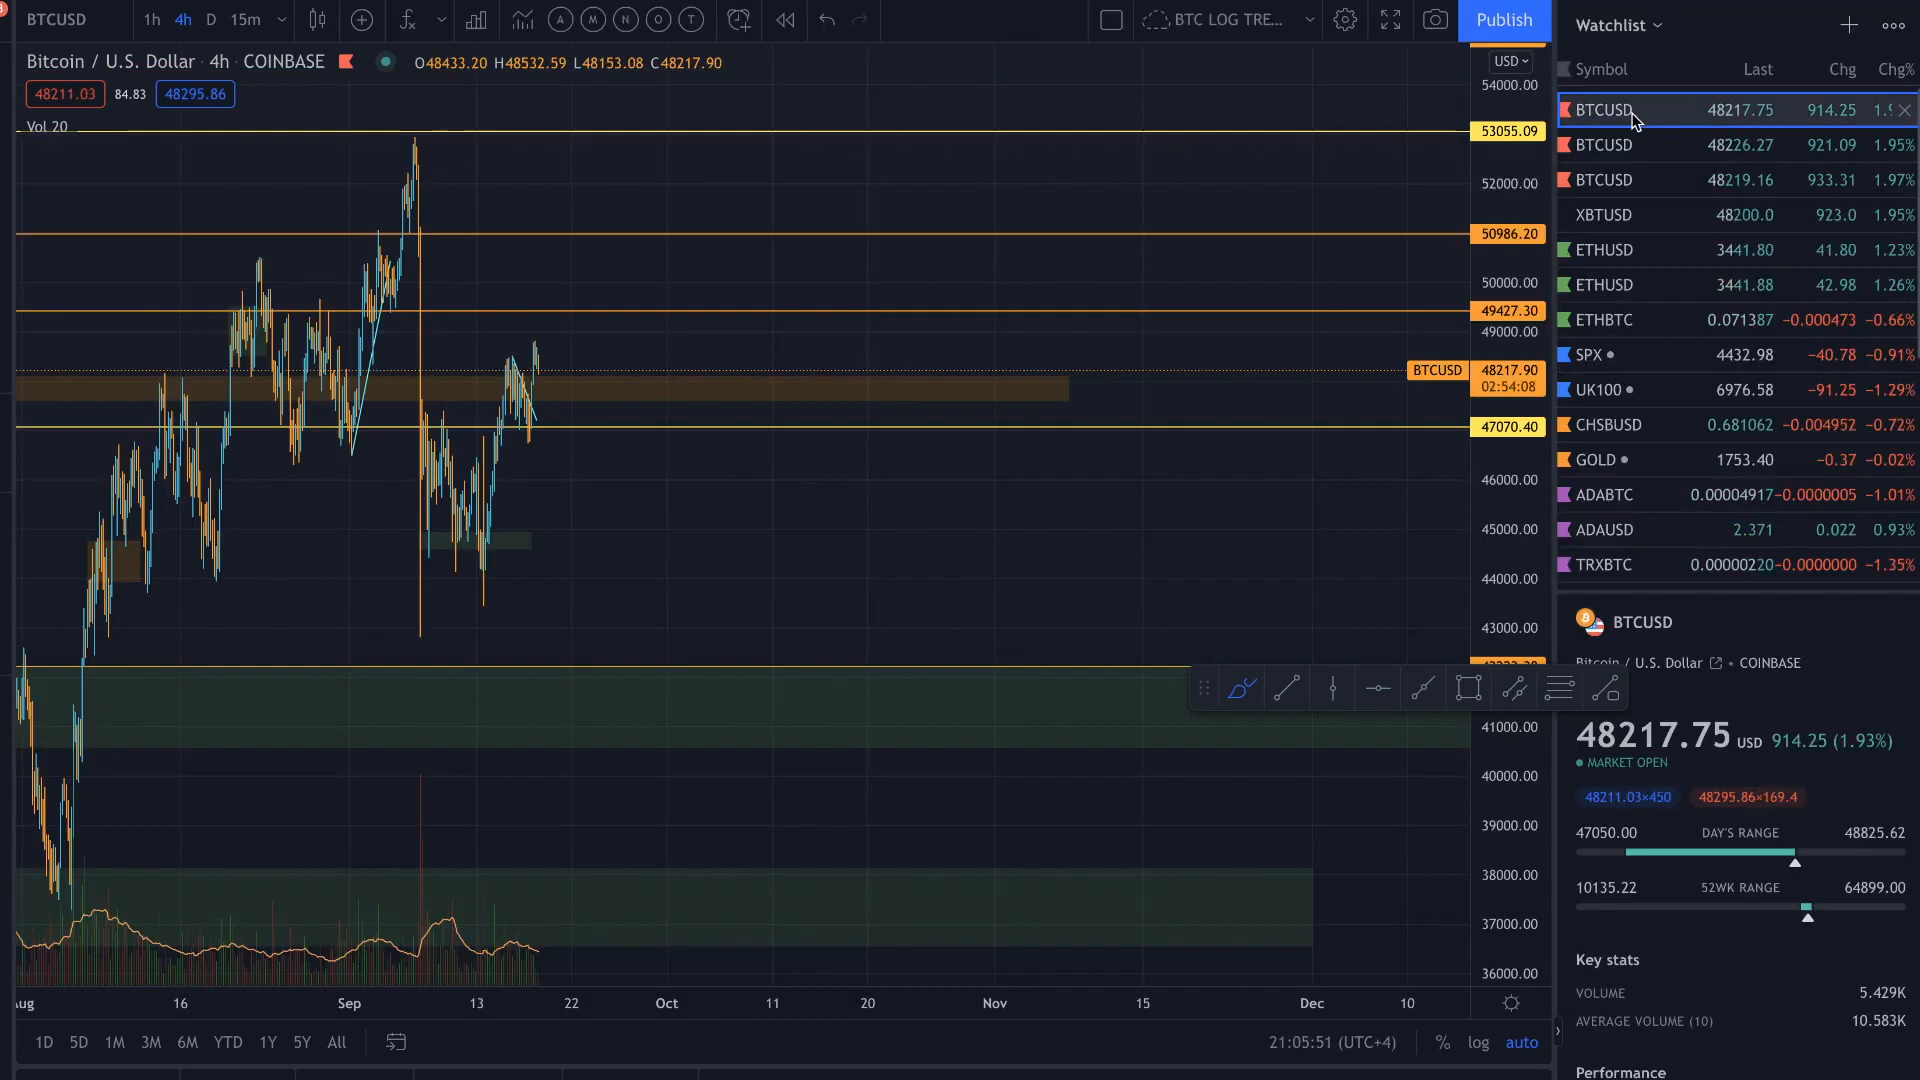 BTCUSD 1h 4h D 15m A M N O T BTC LOG TRE... Publish
Watchlist
Bitcoin / U.S. Dollar · 4h · COINBASE O48433.20 H48532.59 L48153.08 C48217.90
48211.03 84.83 48295.86
Vol 20
USD
54000.00
53055.09
52000.00
50986.20
50000.00
49427.30
49000.00
BTCUSD 48217.90
02:54:08
47070.40
46000.00
45000.00
44000.00
43000.00
41000.00
40000.00
39000.00
38000.00
37000.00
36000.00
Aug 16 Sep 13 22 Oct 11 20 Nov 15 Dec 10
1D 5D 1M 3M 6M YTD 1Y 5Y All 21:05:51 (UTC+4) % log auto
Symbol Last Chg Chg%
BTCUSD 48217.75 914.25
BTCUSD 48226.27 921.09 1.95%
BTCUSD 48219.16 933.31 1.97%
XBTUSD 48200.0 923.0 1.95%
ETHUSD 3441.80 41.80 1.23%
ETHUSD 3441.88 42.98 1.26%
ETHBTC 0.071387 −0.000473 −0.66%
SPX 4432.98 −40.78 −0.91%
UK100 6976.58 −91.25 −1.29%
CHSBUSD 0.681062 −0.004952 −0.72%
GOLD 1753.40 −0.37 −0.02%
ADABTC 0.00004917 −0.0000005 −1.01%
ADAUSD 2.371 0.022 0.93%
TRXBTC 0.00000220 −0.0000000 −1.35%
BTCUSD
Bitcoin / U.S. Dollar • COINBASE
48217.75 USD 914.25 (1.93%)
MARKET OPEN
48211.03×450 48295.86×169.4
47050.00 DAY'S RANGE 48825.62
10135.22 52WK RANGE 64899.00
Key stats
VOLUME 5.429K
AVERAGE VOLUME (10) 10.583K
Performance